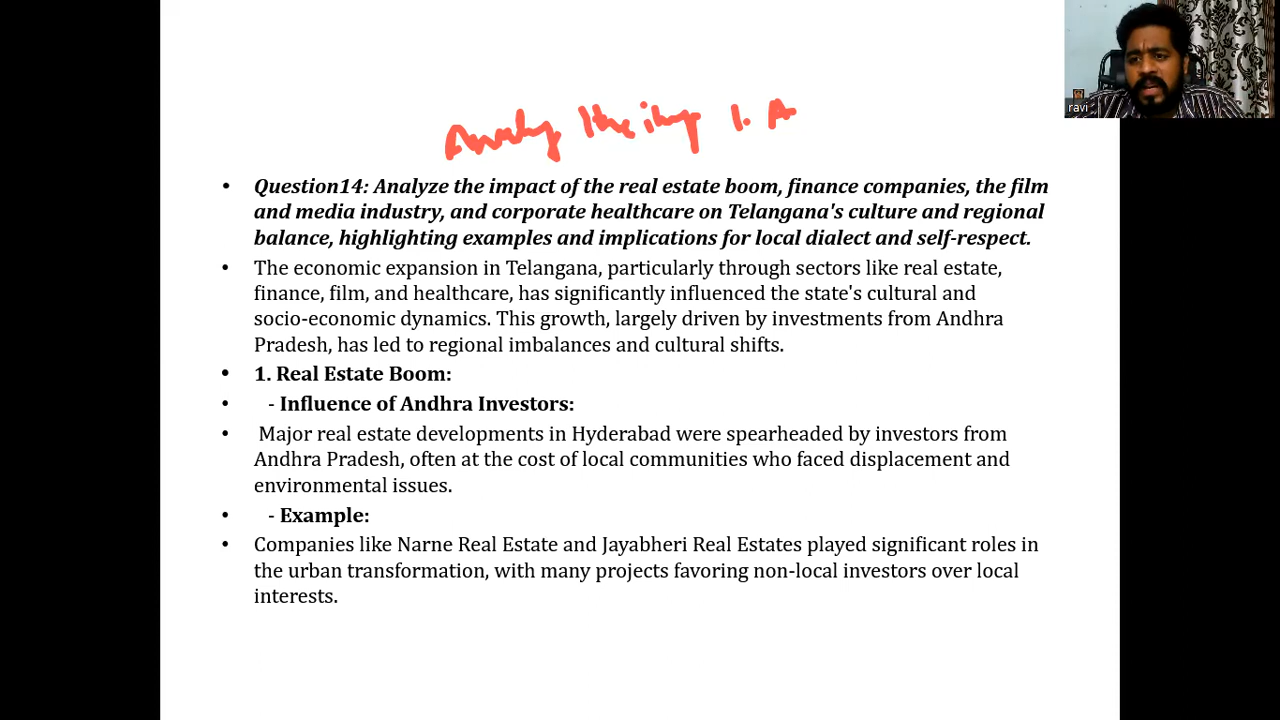 ravi
Analy the imp 1. A
• Question14: Analyze the impact of the real estate boom, finance companies, the film
and media industry, and corporate healthcare on Telangana's culture and regional
balance, highlighting examples and implications for local dialect and self-respect.
• The economic expansion in Telangana, particularly through sectors like real estate,
finance, film, and healthcare, has significantly influenced the state's cultural and
socio-economic dynamics. This growth, largely driven by investments from Andhra
Pradesh, has led to regional imbalances and cultural shifts.
• 1. Real Estate Boom:
• - Influence of Andhra Investors:
• Major real estate developments in Hyderabad were spearheaded by investors from
Andhra Pradesh, often at the cost of local communities who faced displacement and
environmental issues.
• - Example:
• Companies like Narne Real Estate and Jayabheri Real Estates played significant roles in
the urban transformation, with many projects favoring non-local investors over local
interests.